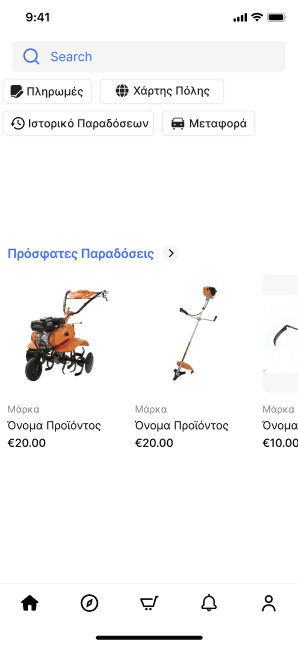 9:41
Search
Πληρωμές
Χάρτης Πόλης
Ιστορικό Παραδόσεων
Μεταφορά
Πρόσφατες Παραδόσεις
Μάρκα
Όνομα Προϊόντος
€20.00
Μάρκα
Όνομα Προϊόντος
€20.00
Μάρκα
Όνομα
€10.00